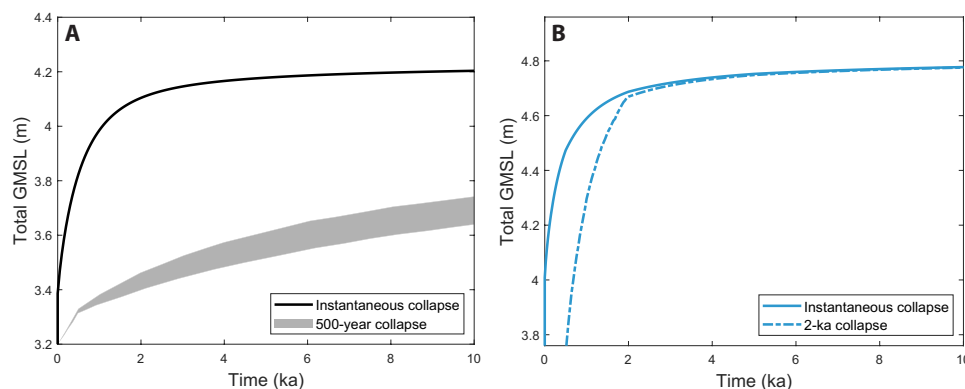 A
Total GMSL (m)
4.4
4.2
4
3.8
3.6
3.4
3.2
Instantaneous collapse
500-year collapse
0 2 4 6 8 10
Time (ka)
B
Total GMSL (m)
4.8
4.6
4.4
4.2
4
3.8
Instantaneous collapse
2-ka collapse
0 2 4 6 8 10
Time (ka)